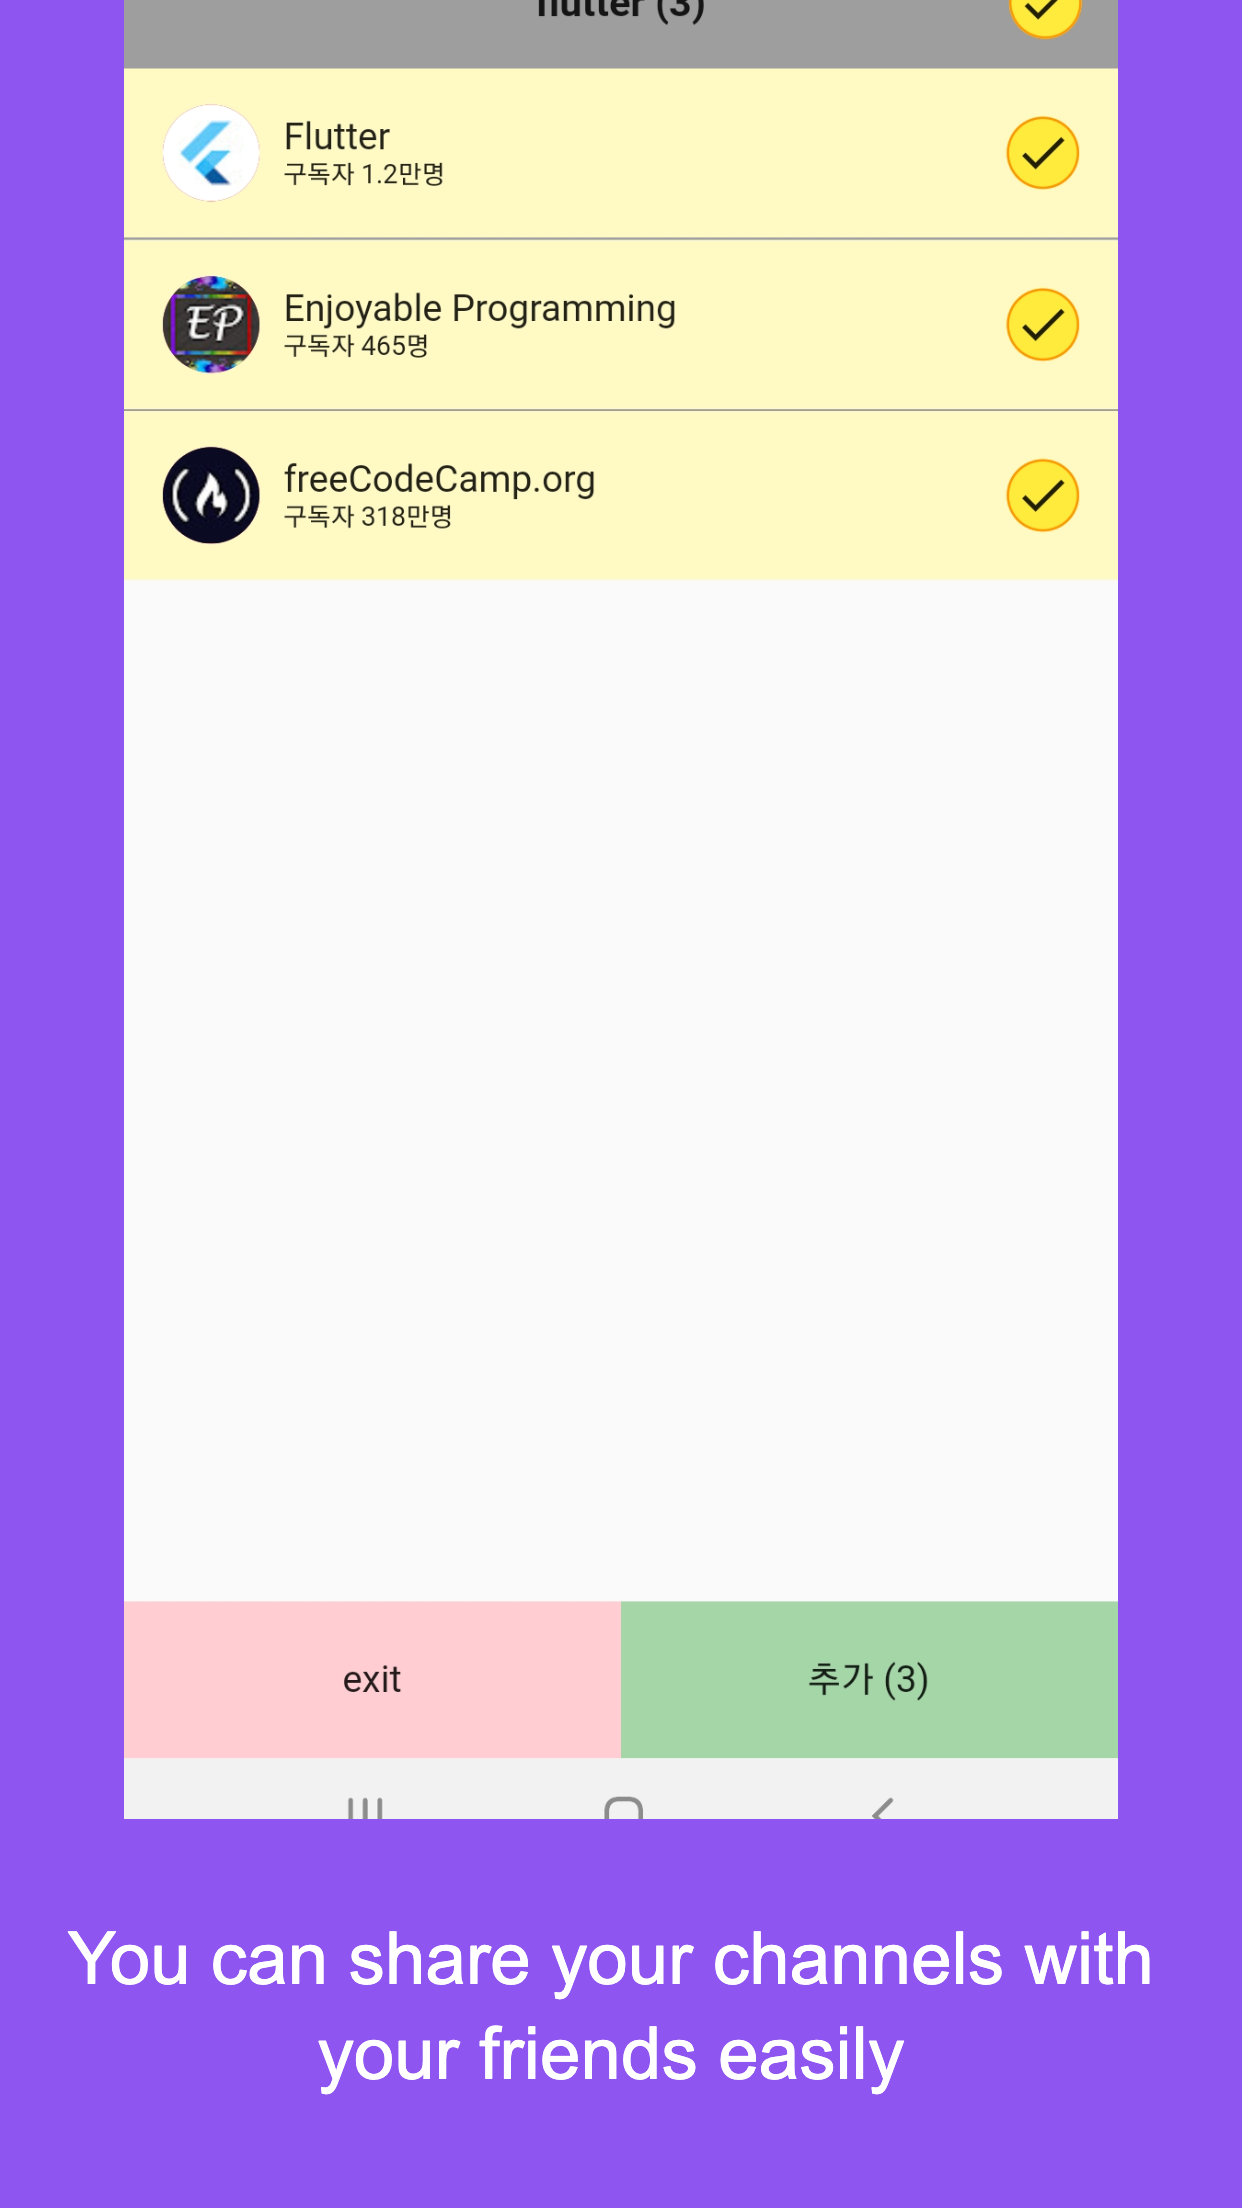 flutter (3)
Flutter
구독자 1.2만명
EP
Enjoyable Programming
구독자 465명
freeCodeCamp.org
구독자 318만명
exit
추가 (3)
You can share your channels with
your friends easily